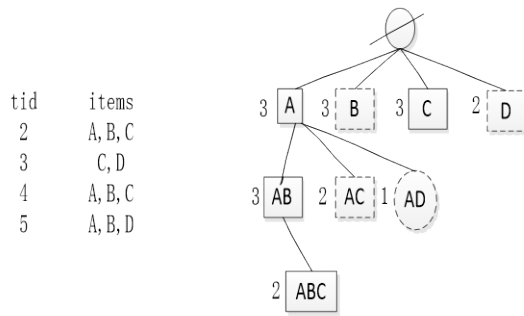 tid items
2 A,B,C
3 C,D
4 A,B,C
5 A,B,D
3 A 3 B 3 C 2 D
3 AB 2 AC 1 AD
2 ABC